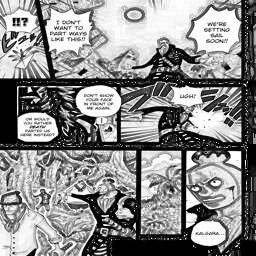 !!?
I DON'T
WANT TO
PART WAYS
LIKE THIS!!
WE'RE
SETTING
SAIL
SOON!!
DON'T SHOW
YOUR FACE
IN FRONT OF
ME AGAIN.
OR WOULD
YOU RATHER
DEATH
PARTED US
HERE INSTEAD?
UGH!
KALGARA...